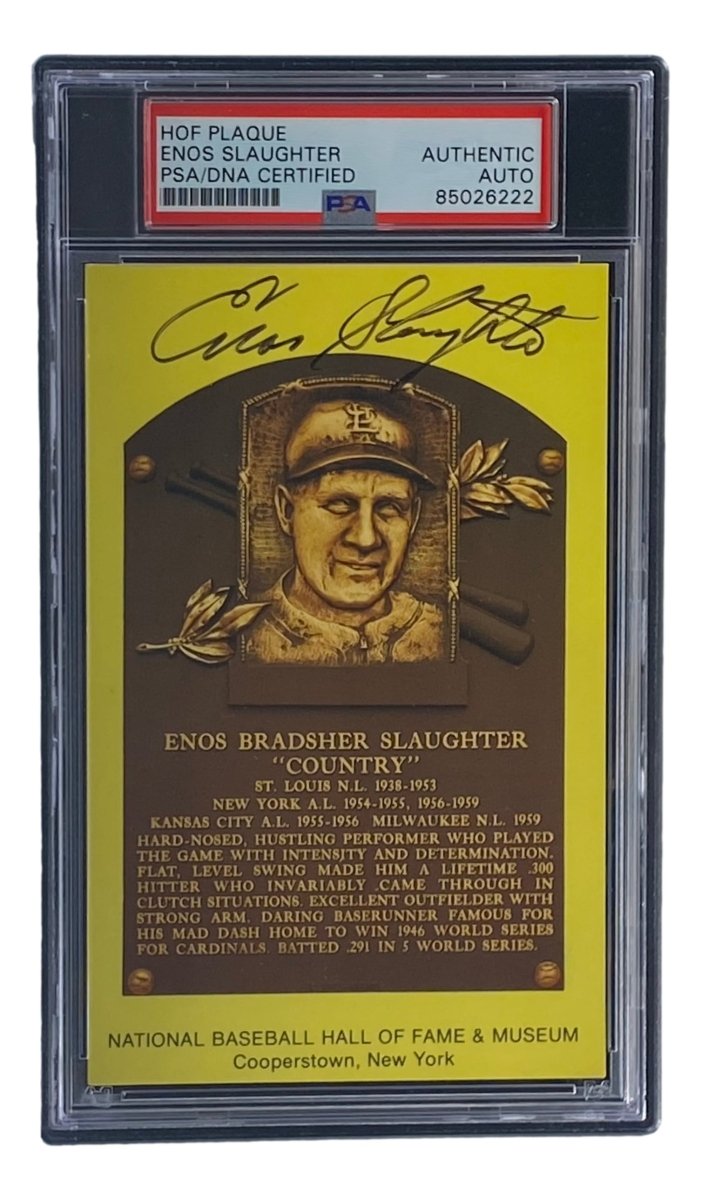 HOF PLAQUE
ENOS SLAUGHTER AUTHENTIC
PSA/DNA CERTIFIED AUTO
PSA 85026222
Enos Slaughter
STL
ENOS BRADSHER SLAUGHTER
"COUNTRY"
ST. LOUIS N.L. 1938-1953
NEW YORK A.L. 1954-1955, 1956-1959
KANSAS CITY A.L. 1955-1956 MILWAUKEE N.L. 1959
HARD-NOSED, HUSTLING PERFORMER WHO PLAYED
THE GAME WITH INTENSITY AND DETERMINATION.
FLAT, LEVEL SWING MADE HIM A LIFETIME .300
HITTER WHO INVARIABLY CAME THROUGH IN
CLUTCH SITUATIONS. EXCELLENT OUTFIELDER WITH
STRONG ARM. DARING BASERUNNER FAMOUS FOR
HIS MAD DASH HOME TO WIN 1946 WORLD SERIES
FOR CARDINALS. BATTED .291 IN 5 WORLD SERIES.
NATIONAL BASEBALL HALL OF FAME & MUSEUM
Cooperstown, New York